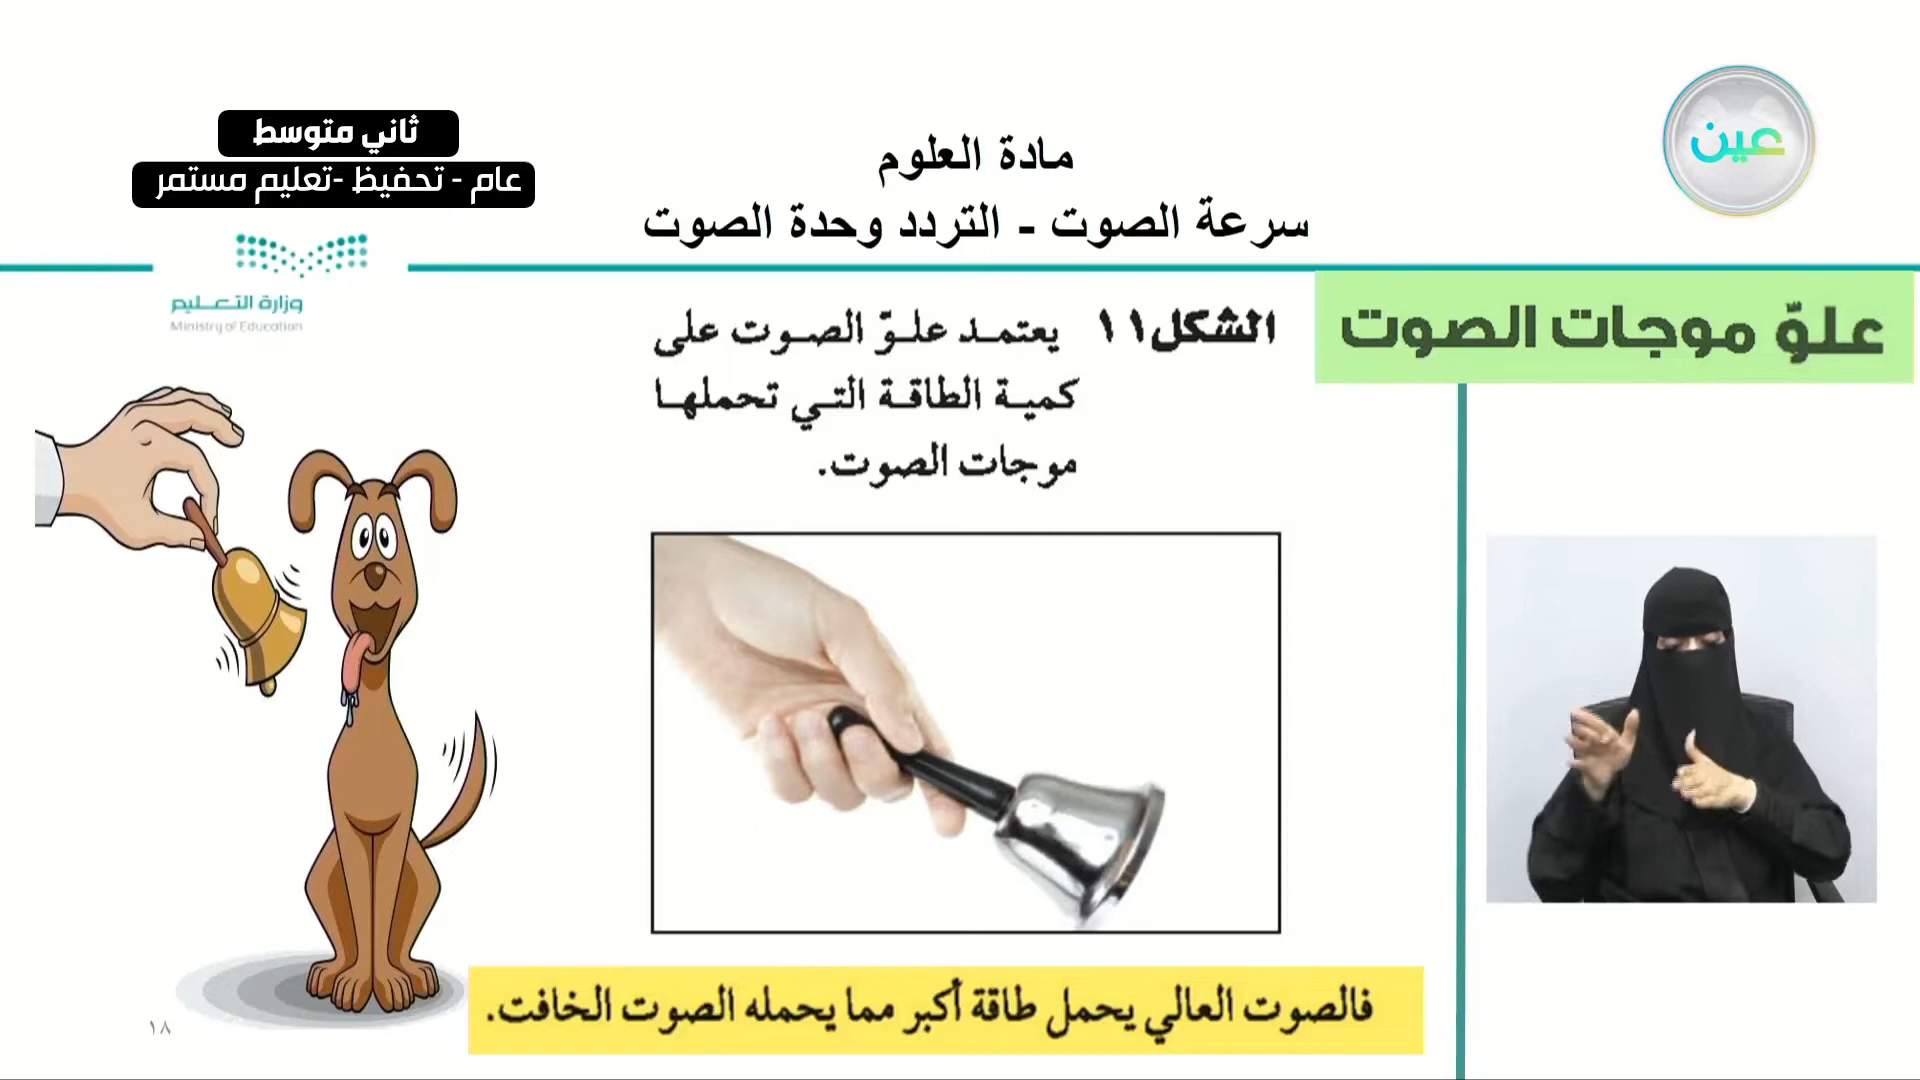 عين
ثاني متوسط
عام - تحفيظ -تعليم مستمر
مادة العلوم
سرعة الصوت - التردد وحدة الصوت
وزارة التعليم
Ministry of Education
علوّ موجات الصوت
الشكل١١ يعتمد علوّ الصوت على
كمية الطاقة التي تحملها
موجات الصوت.
فالصوت العالي يحمل طاقة أكبر مما يحمله الصوت الخافت.
١٨